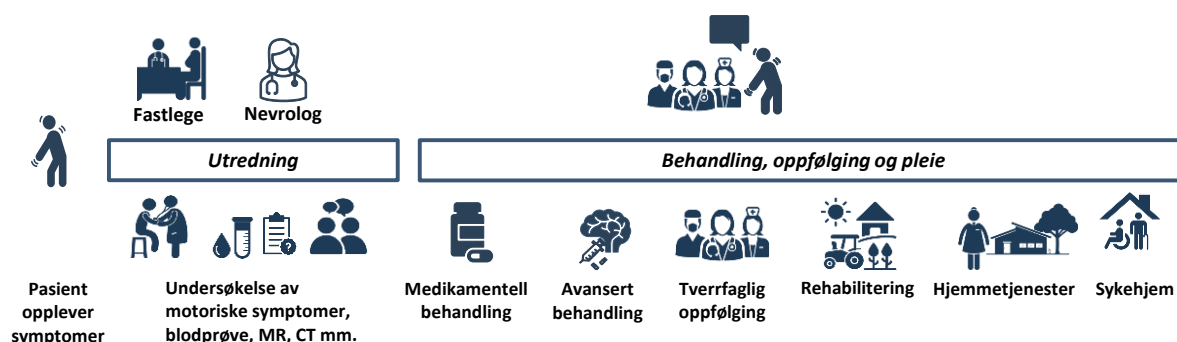 Fastlege
Nevrolog
Utredning
Behandling, oppfølging og pleie
Pasient
opplever
symptomer
Undersøkelse av
motoriske symptomer,
blodprøve, MR, CT mm.
Medikamentell
behandling
Avansert
behandling
Tverrfaglig
oppfølging
Rehabilitering
Hjemmetjenester
Sykehjem